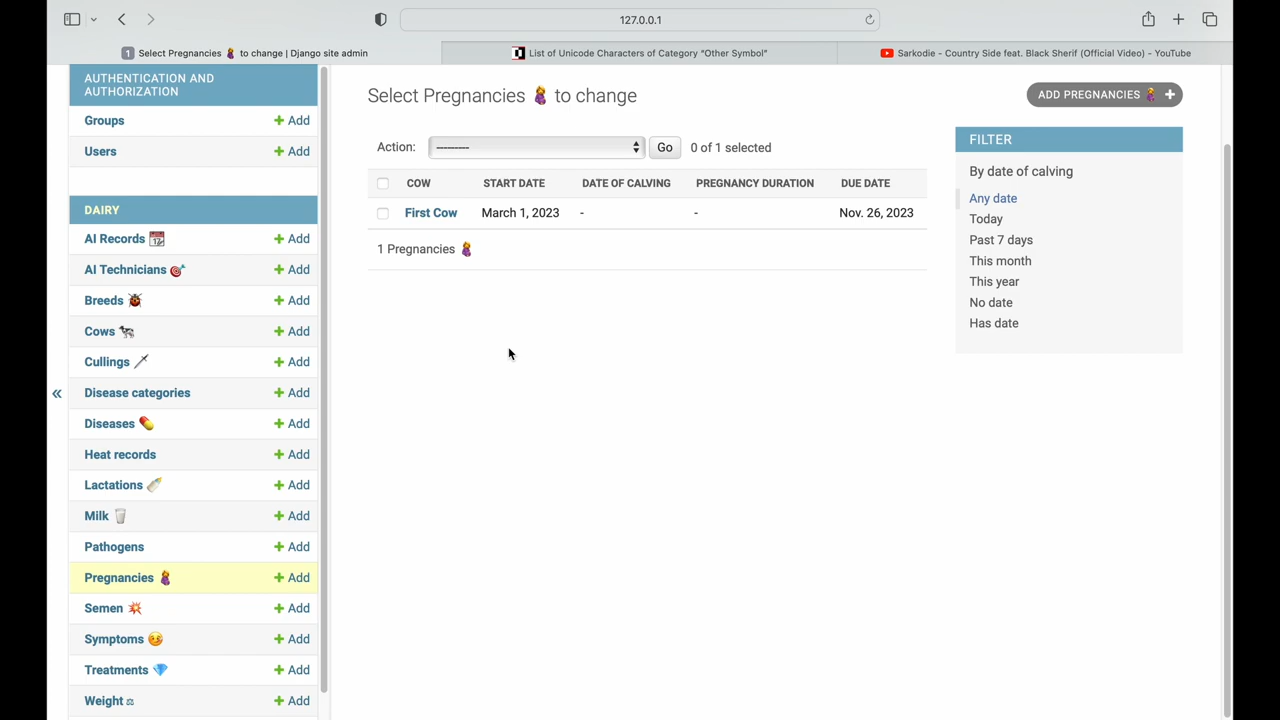 127.0.0.1
1 Select Pregnancies 🤰 to change | Django site admin
List of Unicode Characters of Category “Other Symbol”
Sarkodie - Country Side feat. Black Sherif (Official Video) - YouTube
AUTHENTICATION AND
AUTHORIZATION
Groups + Add
Users + Add
DAIRY
AI Records 📆 + Add
AI Technicians 🎯 + Add
Breeds 🐞 + Add
Cows 🐄 + Add
Cullings 🗡 + Add
« Disease categories + Add
Diseases 💊 + Add
Heat records + Add
Lactations 🍼 + Add
Milk 🥛 + Add
Pathogens + Add
Pregnancies 🤰 + Add
Semen 💥 + Add
Symptoms 🤒 + Add
Treatments 💎 + Add
Weight ⚖ + Add
Select Pregnancies 🤰 to change
ADD PREGNANCIES 🤰 +
Action: --------- Go 0 of 1 selected
COW START DATE DATE OF CALVING PREGNANCY DURATION DUE DATE
First Cow March 1, 2023 - - Nov. 26, 2023
1 Pregnancies 🤰
FILTER
By date of calving
Any date
Today
Past 7 days
This month
This year
No date
Has date